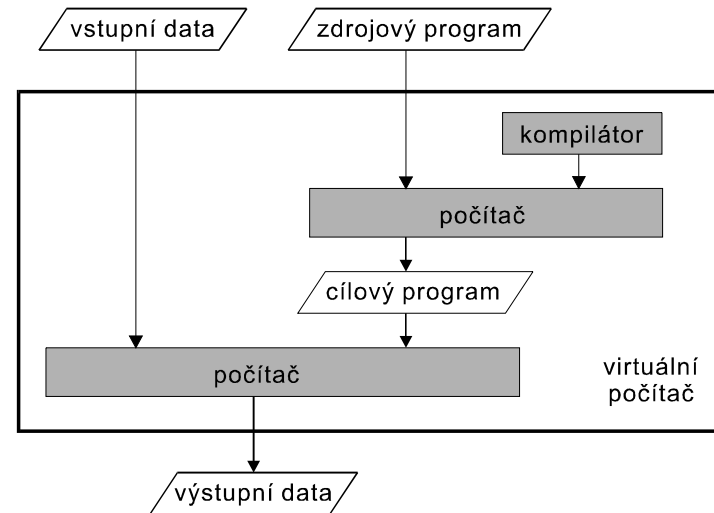 vstupní data
zdrojový program
kompilátor
počítač
cílový program
počítač
virtuální
počítač
výstupní data